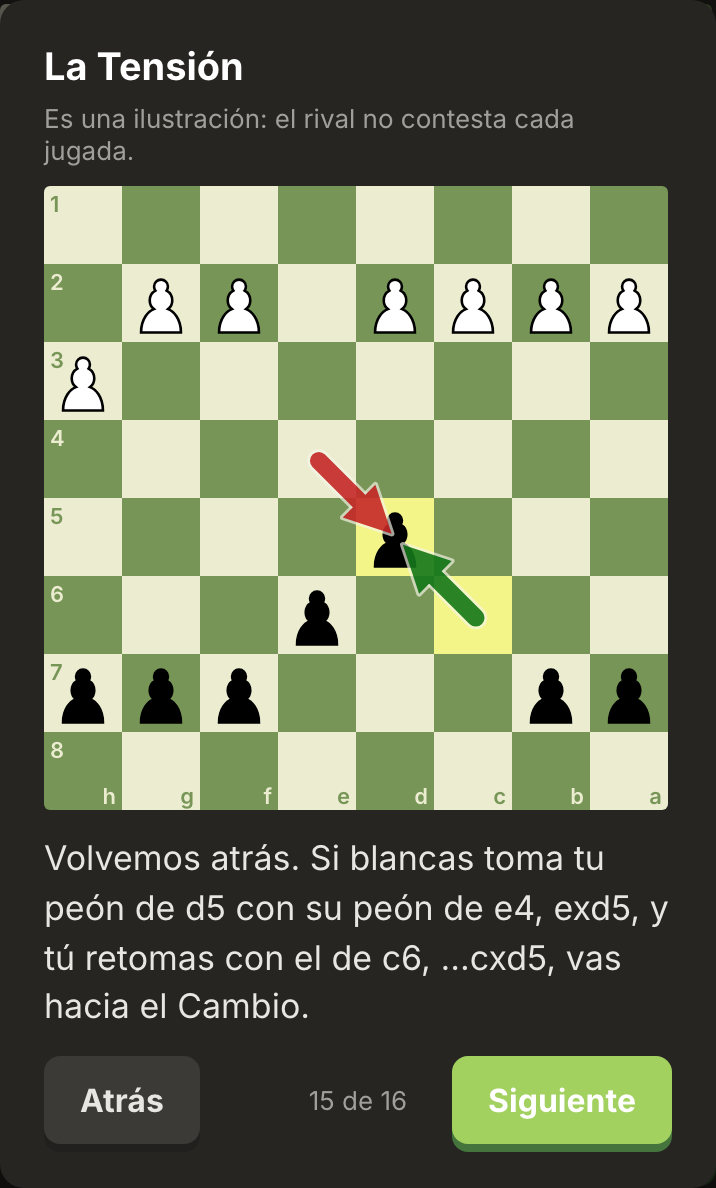 La Tensión
Es una ilustración: el rival no contesta cada
jugada.
1
2
3
4
5
6
7
8
h g f e d c b a
Volvemos atrás. Si blancas toma tu
peón de d5 con su peón de e4, exd5, y
tú retomas con el de c6, ...cxd5, vas
hacia el Cambio.
Atrás 15 de 16 Siguiente